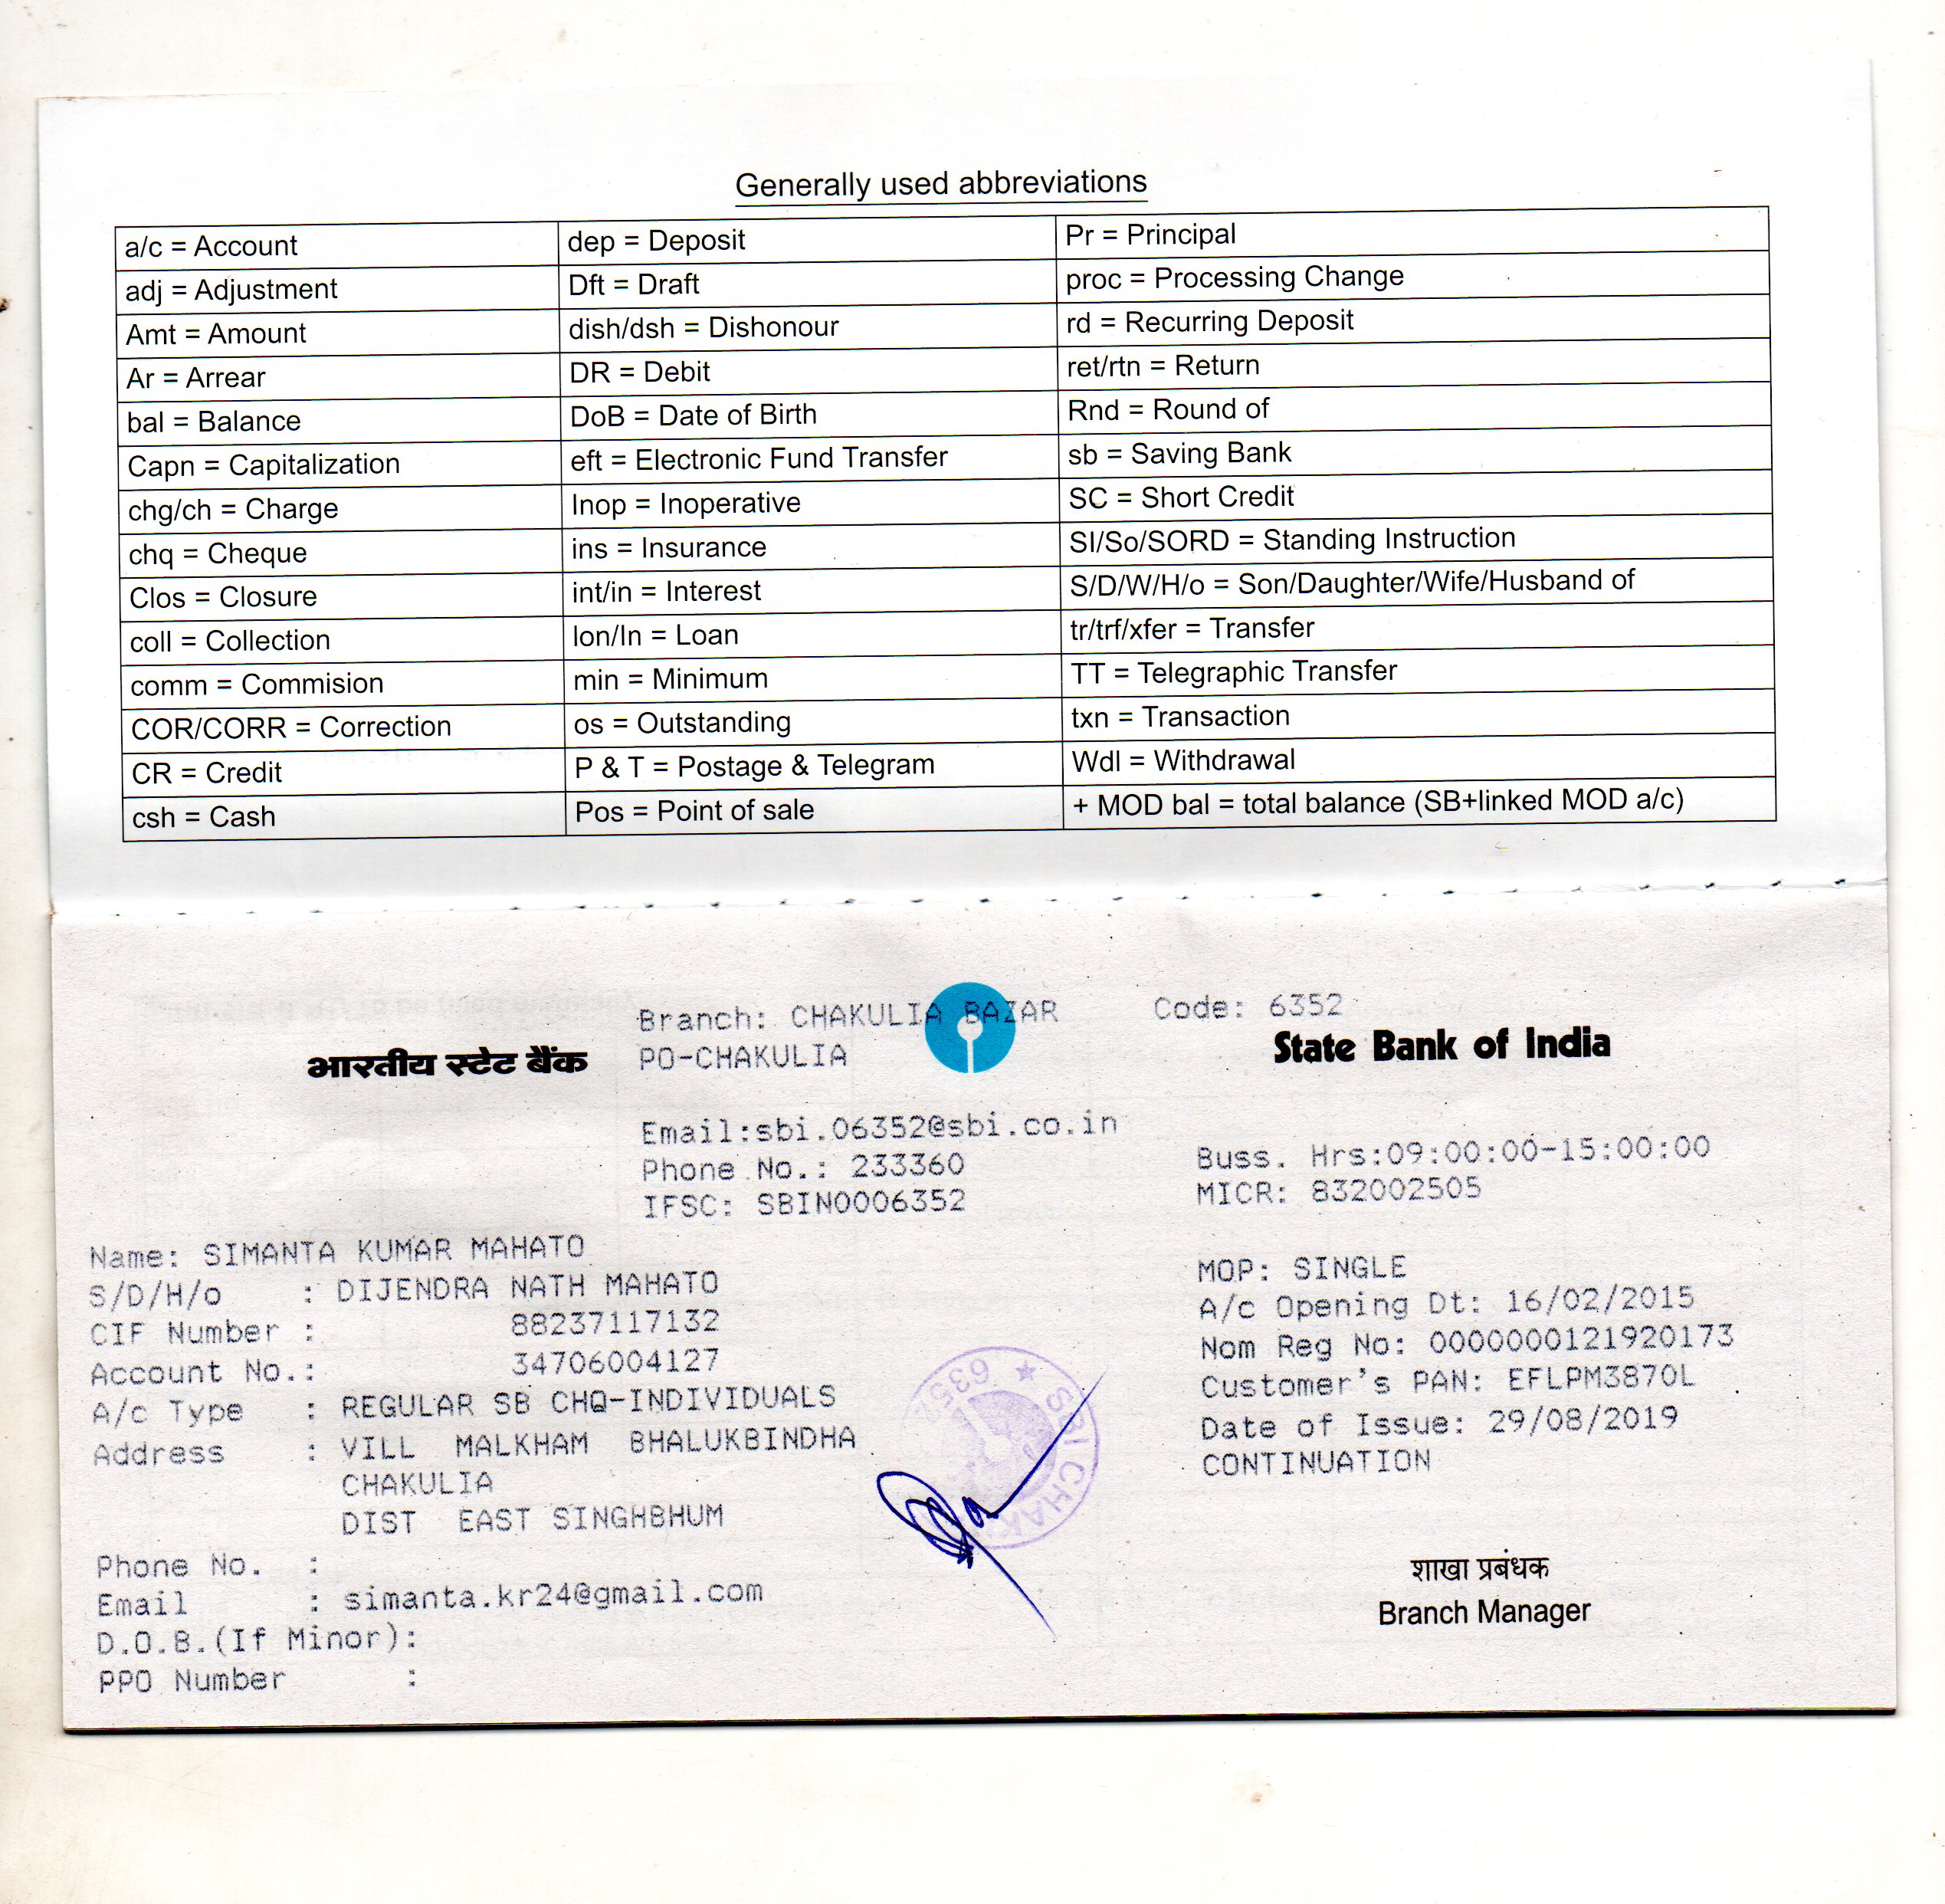 Generally used abbreviations
a/c = Account	dep = Deposit	Pr = Principal
adj = Adjustment	Dft = Draft	proc = Processing Change
Amt = Amount	dish/dsh = Dishonour	rd = Recurring Deposit
Ar = Arrear	DR = Debit	ret/rtn = Return
bal = Balance	DoB = Date of Birth	Rnd = Round of
Capn = Capitalization	eft = Electronic Fund Transfer	sb = Saving Bank
chg/ch = Charge	Inop = Inoperative	SC = Short Credit
chq = Cheque	ins = Insurance	SI/So/SORD = Standing Instruction
Clos = Closure	int/in = Interest	S/D/W/H/o = Son/Daughter/Wife/Husband of
coll = Collection	lon/ln = Loan	tr/trf/xfer = Transfer
comm = Commision	min = Minimum	TT = Telegraphic Transfer
COR/CORR = Correction	os = Outstanding	txn = Transaction
CR = Credit	P & T = Postage & Telegram	Wdl = Withdrawal
csh = Cash	Pos = Point of sale	+ MOD bal = total balance (SB+linked MOD a/c)
Branch: CHAKULIA BAZAR	Code: 6352
भारतीय स्टेट बैंक	PO-CHAKULIA	State Bank of India
Email:sbi.06352@sbi.co.in
Phone No.: 233360	Buss. Hrs:09:00:00-15:00:00
IFSC: SBIN0006352	MICR: 832002505
Name: SIMANTA KUMAR MAHATO	MOP: SINGLE
S/D/H/o : DIJENDRA NATH MAHATO	A/c Opening Dt: 16/02/2015
CIF Number : 88237117132	Nom Reg No: 0000000121920173
Account No.: 34706004127	Customer's PAN: EFLPM3870L
A/c Type : REGULAR SB CHQ-INDIVIDUALS	Date of Issue: 29/08/2019
Address : VILL MALKHAM BHALUKBINDHA	CONTINUATION
CHAKULIA
DIST EAST SINGHBHUM
Phone No. :
Email : simanta.kr24@gmail.com
D.O.B.(If Minor):
PPO Number :
शाखा प्रबंधक
Branch Manager